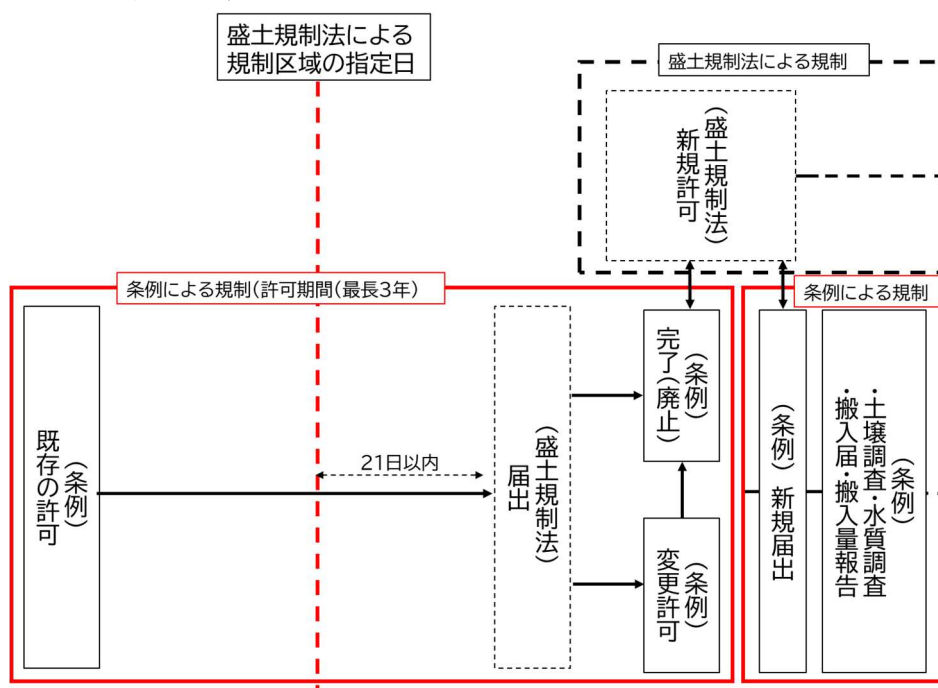 盛土規制法による
規制区域の指定日
盛土規制法による規制
(盛土規制法)
新規許可
条例による規制(許可期間(最長3年)
条例による規制
(条例)
既存の許可
21日以内
(盛土規制法)
届出
(条例)
完了(廃止)
(条例)
変更許可
(条例) 新規届出
(条例)
・土壌調査・水質調査
・搬入届・搬入量報告